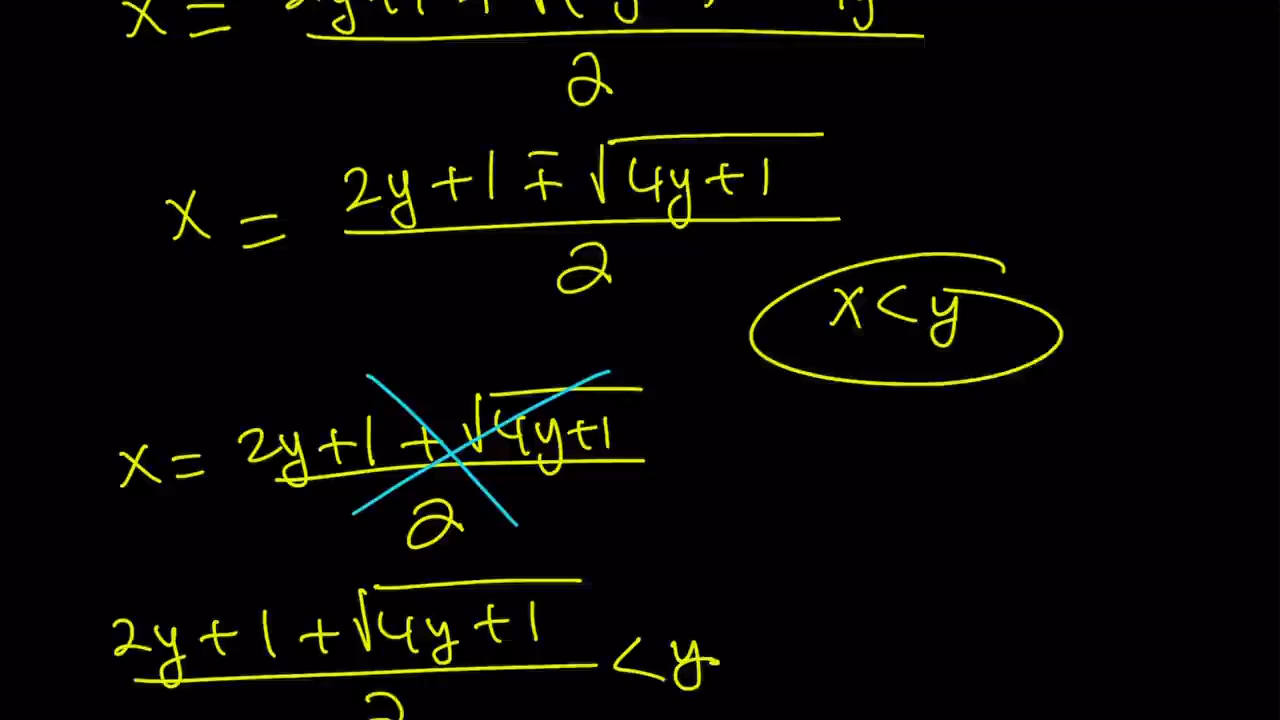 x =
2
x = 2y + 1 ∓ √4y + 1
2
x < y
x = 2y + 1 + √4y+1
2
2y + 1 + √4y + 1 < y
2